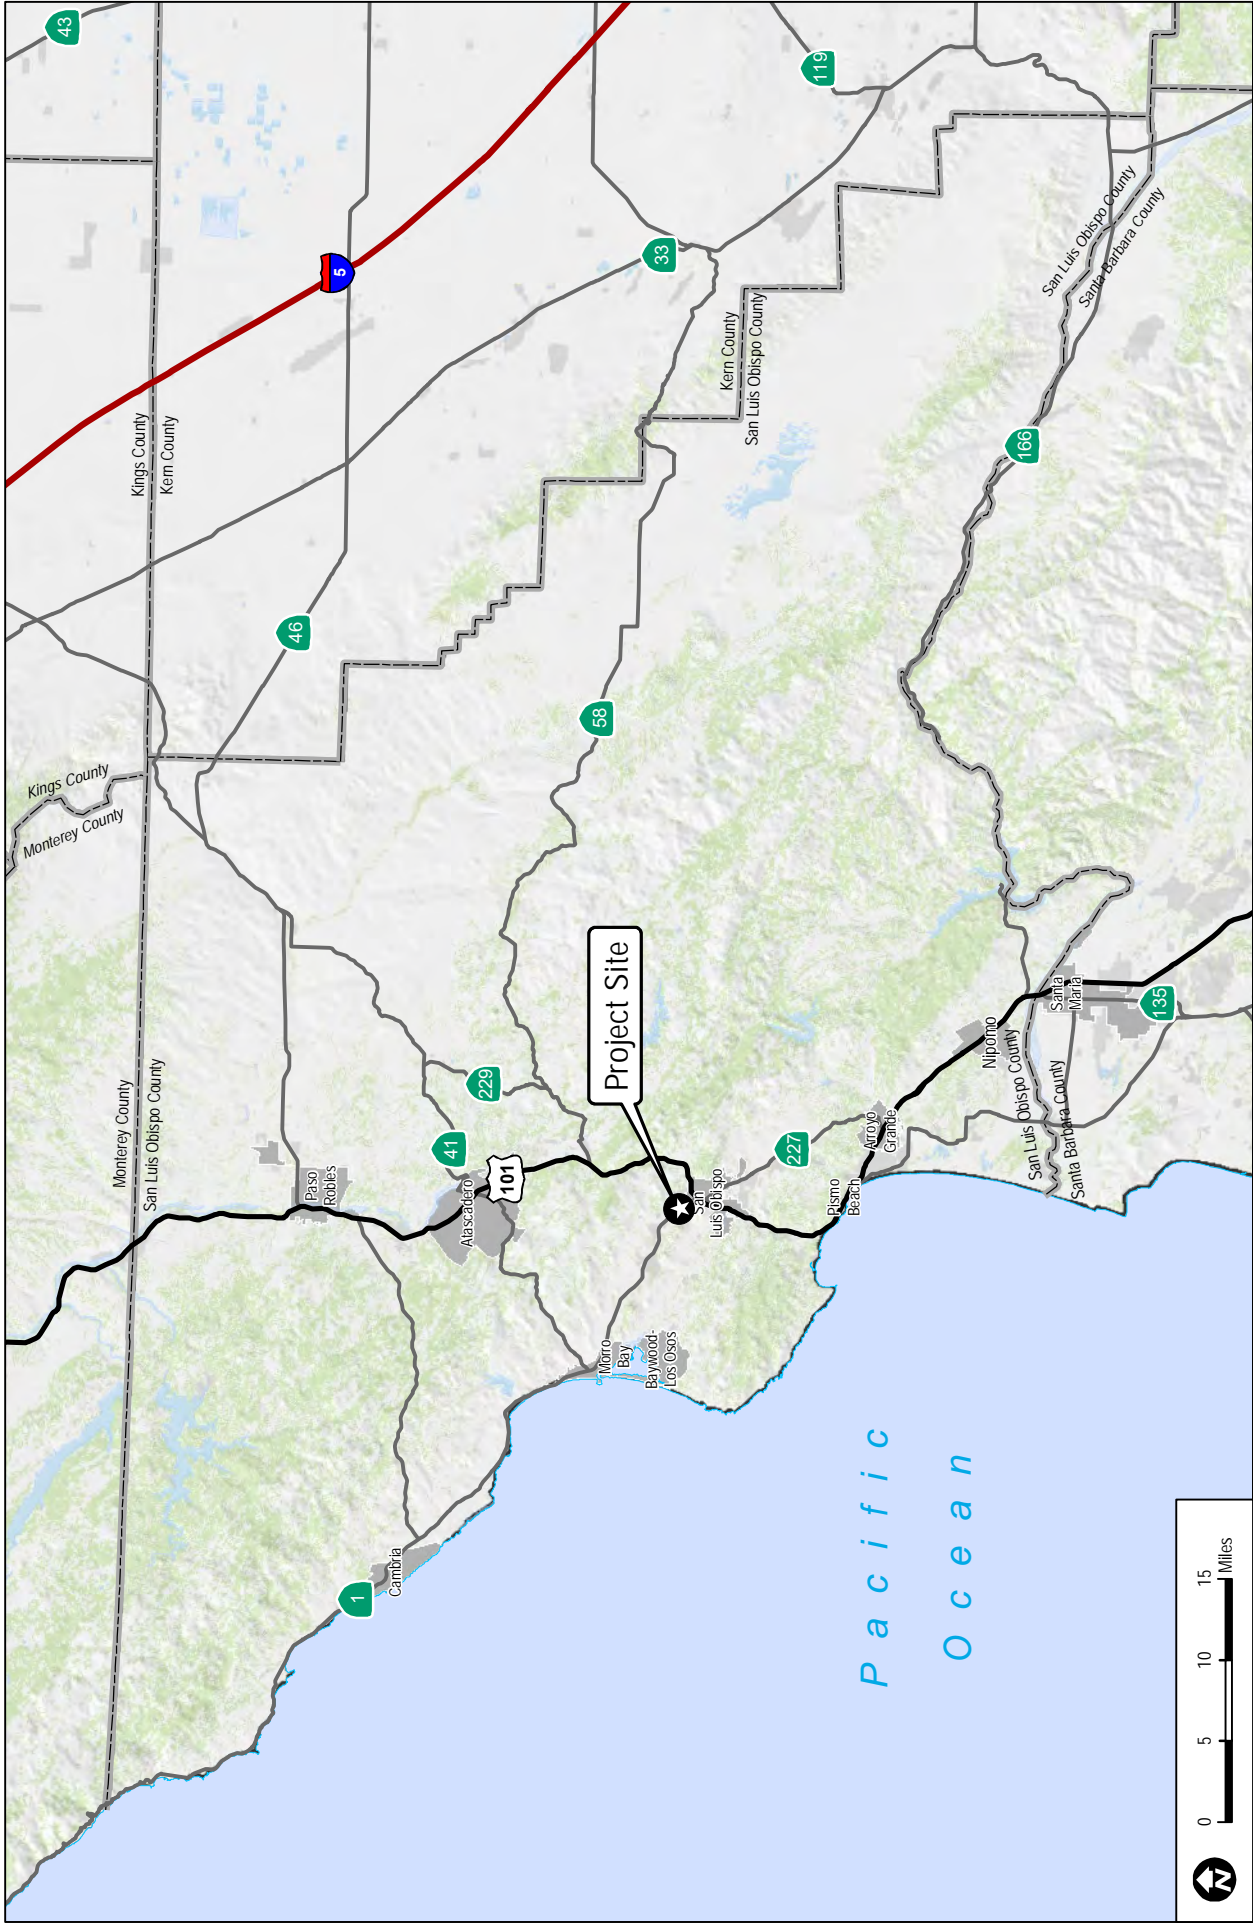 43
Kings County
Monterey County
Monterey County
San Luis Obispo County
Kings County
Kern County
5
46
1
Cambria
Paso
Robles
41
Atascadero
101
229
58
33
119
Kern County
San Luis Obispo County
Project Site
Morro
Bay
Baywood-
Los Osos
San
Luis Obispo
227
Pismo
Beach
Arroyo
Grande
Nipomo
166
San Luis Obispo County
Santa Barbara County
San Luis Obispo County
Santa Barbara County
Santa
Maria
135
Pacific
Ocean
N
0 5 10 15
Miles